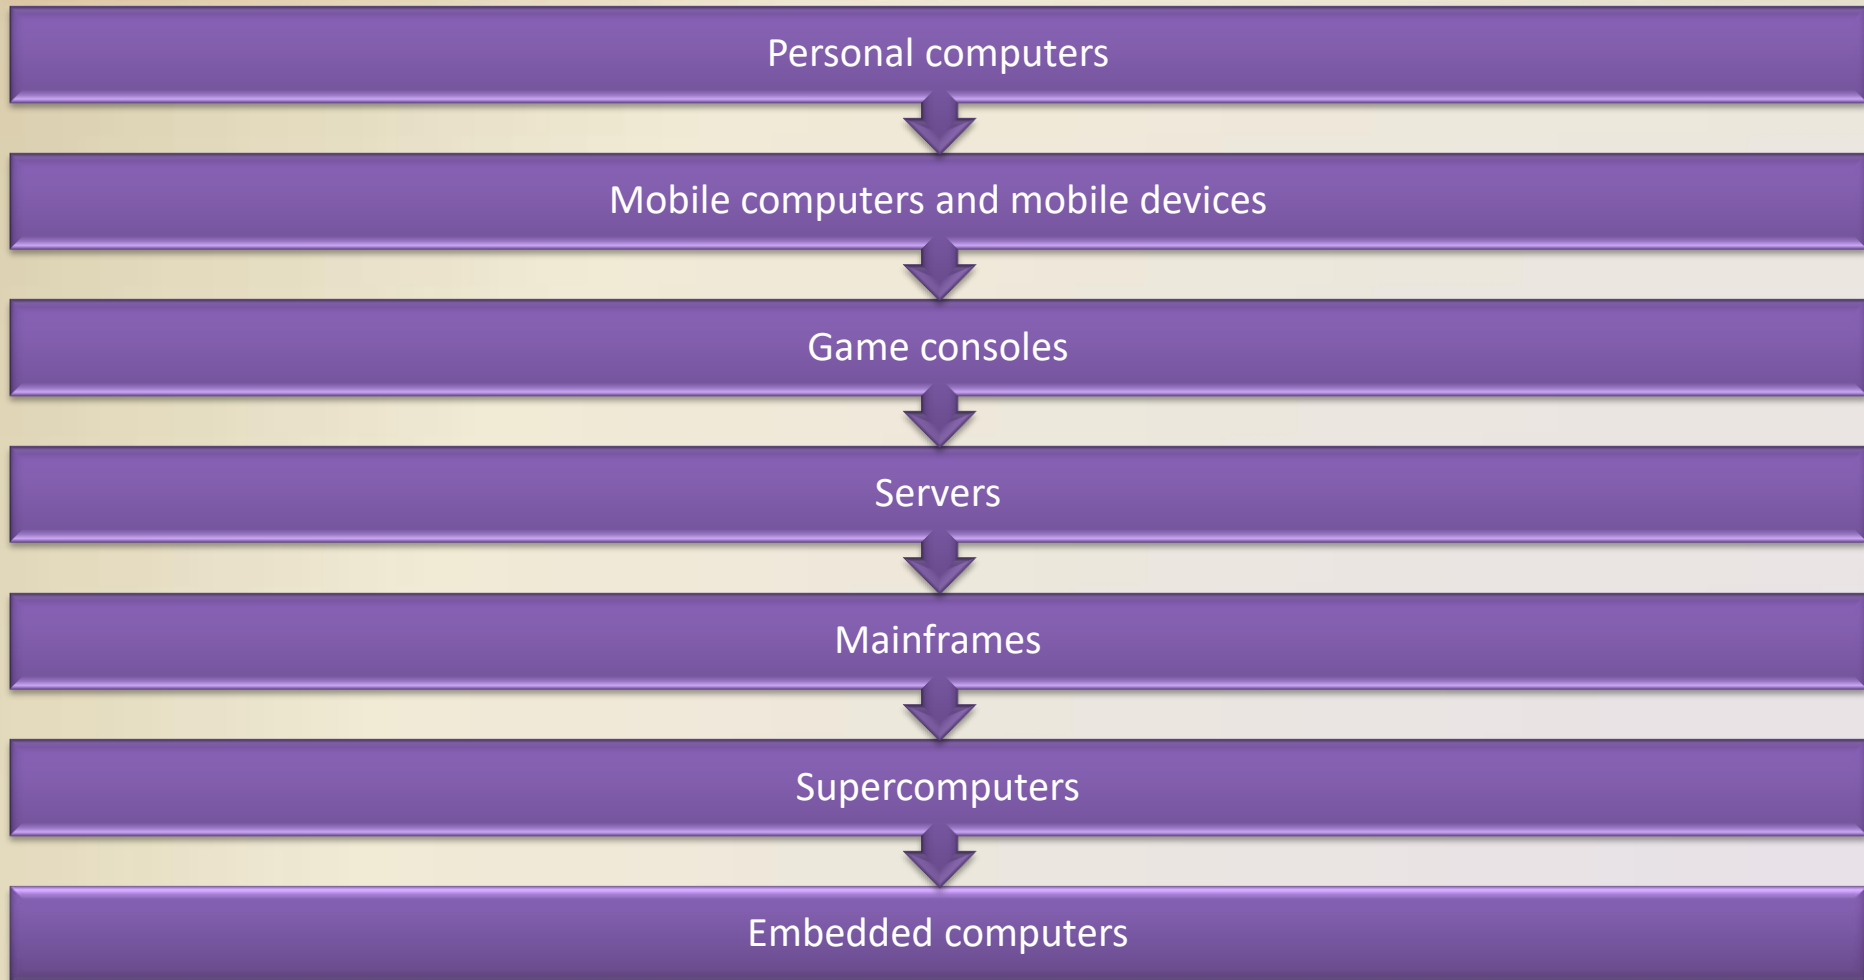 Personal computers
Mobile computers and mobile devices
Game consoles
Servers
Mainframes
Supercomputers
Embedded computers